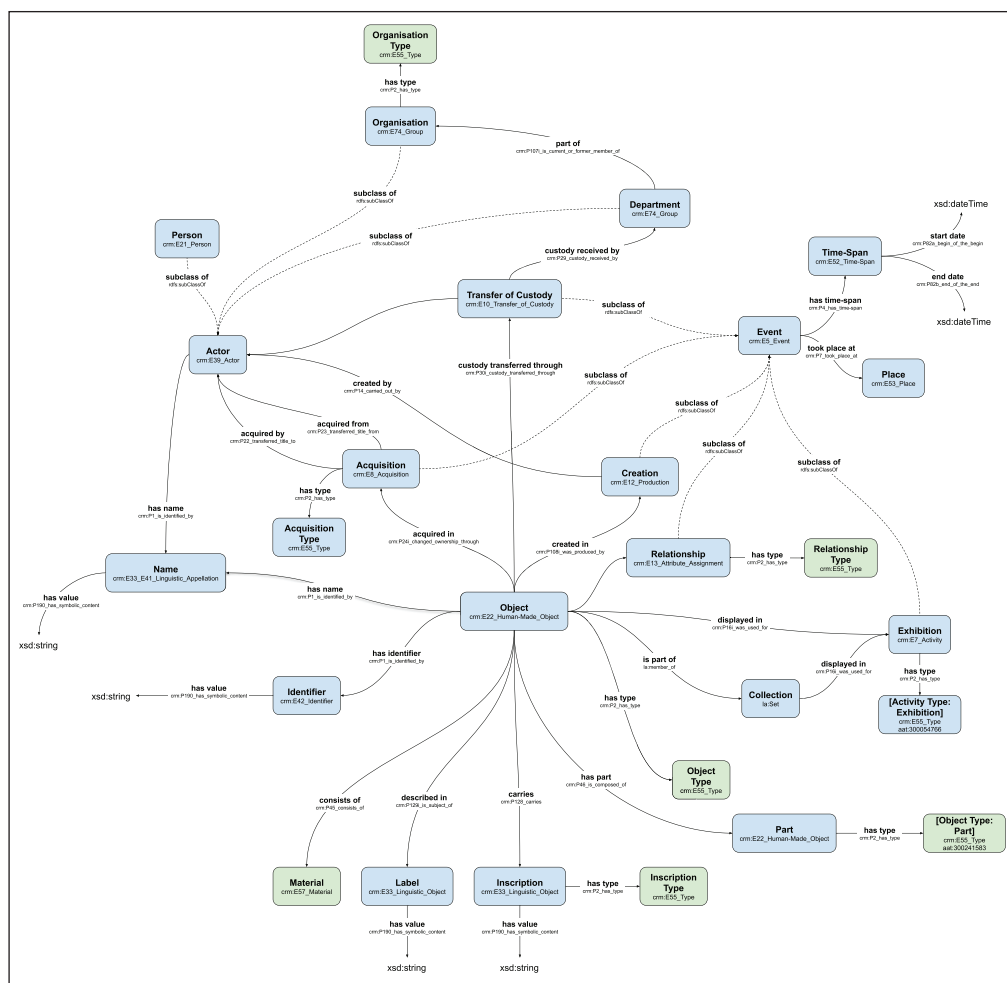 Organisation
Type
crm:E55_Type
has type
crm:P2_has_type
Organisation
crm:E74_Group
part of
crm:P107i_is_current_or_former_member_of
subclass of
rdfs:subClassOf
Department
crm:E74_Group
xsd:dateTime
Person
crm:E21_Person
subclass of
rdfs:subClassOf
start date
crm:P82a_begin_of_the_begin
custody received by
crm:P29_custody_received_by
Time-Span
crm:E52_Time-Span
subclass of
rdfs:subClassOf
end date
crm:P82b_end_of_the_end
Transfer of Custody
crm:E10_Transfer_of_Custody
subclass of
rdfs:subClassOf
has time-span
crm:P4_has_time-span
xsd:dateTime
Event
crm:E5_Event
Actor
crm:E39_Actor
took place at
crm:P7_took_place_at
custody transferred through
crm:P30i_custody_transferred_through
Place
crm:E53_Place
created by
crm:P14_carried_out_by
subclass of
rdfs:subClassOf
subclass of
rdfs:subClassOf
acquired from
crm:P23_transferred_title_from
acquired by
crm:P22_transferred_title_to
subclass of
rdfs:subClassOf
Acquisition
crm:E8_Acquisition
Creation
crm:E12_Production
subclass of
rdfs:subClassOf
has type
crm:P2_has_type
has name
crm:P1_is_identified_by
Acquisition
Type
crm:E55_Type
acquired in
crm:P24i_changed_ownership_through
created in
crm:P108i_was_produced_by
Relationship
crm:E13_Attribute_Assignment
has type
crm:P2_has_type
Relationship
Type
crm:E55_Type
Name
crm:E33_E41_Linguistic_Appellation
has value
crm:P190_has_symbolic_content
has name
crm:P1_is_identified_by
Object
crm:E22_Human-Made_Object
displayed in
crm:P16i_was_used_for
Exhibition
crm:E7_Activity
xsd:string
has identifier
crm:P1_is_identified_by
is part of
la:member_of
displayed in
crm:P16i_was_used_for
has type
crm:P2_has_type
xsd:string
has value
crm:P190_has_symbolic_content
Identifier
crm:E42_Identifier
has type
crm:P2_has_type
Collection
la:Set
[Activity Type:
Exhibition]
crm:E55_Type
aat:300054766
Object
Type
crm:E55_Type
has part
crm:P46_is_composed_of
consists of
crm:P45_consists_of
described in
crm:P129i_is_subject_of
carries
crm:P128_carries
Part
crm:E22_Human-Made_Object
has type
crm:P2_has_type
[Object Type:
Part]
crm:E55_Type
aat:300241583
Material
crm:E57_Material
Label
crm:E33_Linguistic_Object
Inscription
crm:E33_Linguistic_Object
has type
crm:P2_has_type
Inscription
Type
crm:E55_Type
has value
crm:P190_has_symbolic_content
has value
crm:P190_has_symbolic_content
xsd:string
xsd:string